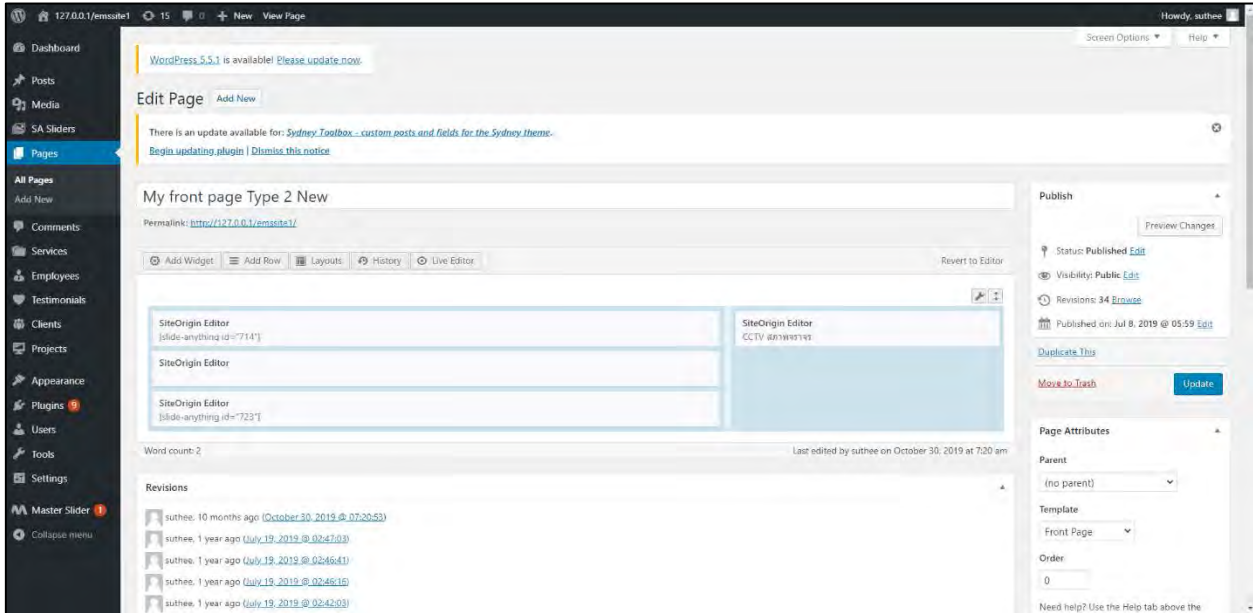 127.0.0.1/emssite1 15 0 New View Page
Howdy, suthee
Dashboard
Posts
Media
SA Sliders
Pages
All Pages
Add New
Comments
Services
Employees
Testimonials
Clients
Projects
Appearance
Plugins 9
Users
Tools
Settings
Master Slider 1
Collapse menu
Screen Options Help
WordPress 5.5.1 is available! Please update now.
Edit Page Add New
There is an update available for: Sydney Toolbox - custom posts and fields for the Sydney theme.
Begin updating plugin | Dismiss this notice
My front page Type 2 New
Permalink: http://127.0.0.1/emssite1/
Add Widget Add Row Layouts History Live Editor Revert to Editor
SiteOrigin Editor
[slide-anything id="714"]
SiteOrigin Editor
SiteOrigin Editor
[slide-anything id="723"]
SiteOrigin Editor
CCTV สภาพจราจร
Word count: 2
Last edited by suthee on October 30, 2019 at 7:20 am
Revisions
suthee, 10 months ago (October 30, 2019 @ 07:20:53)
suthee, 1 year ago (July 19, 2019 @ 02:47:03)
suthee, 1 year ago (July 19, 2019 @ 02:46:41)
suthee, 1 year ago (July 19, 2019 @ 02:46:16)
suthee, 1 year ago (July 19, 2019 @ 02:42:03)
Publish
Preview Changes
Status: Published Edit
Visibility: Public Edit
Revisions: 34 Browse
Published on: Jul 8, 2019 @ 05:59 Edit
Duplicate This
Move to Trash Update
Page Attributes
Parent
(no parent)
Template
Front Page
Order
0
Need help? Use the Help tab above the